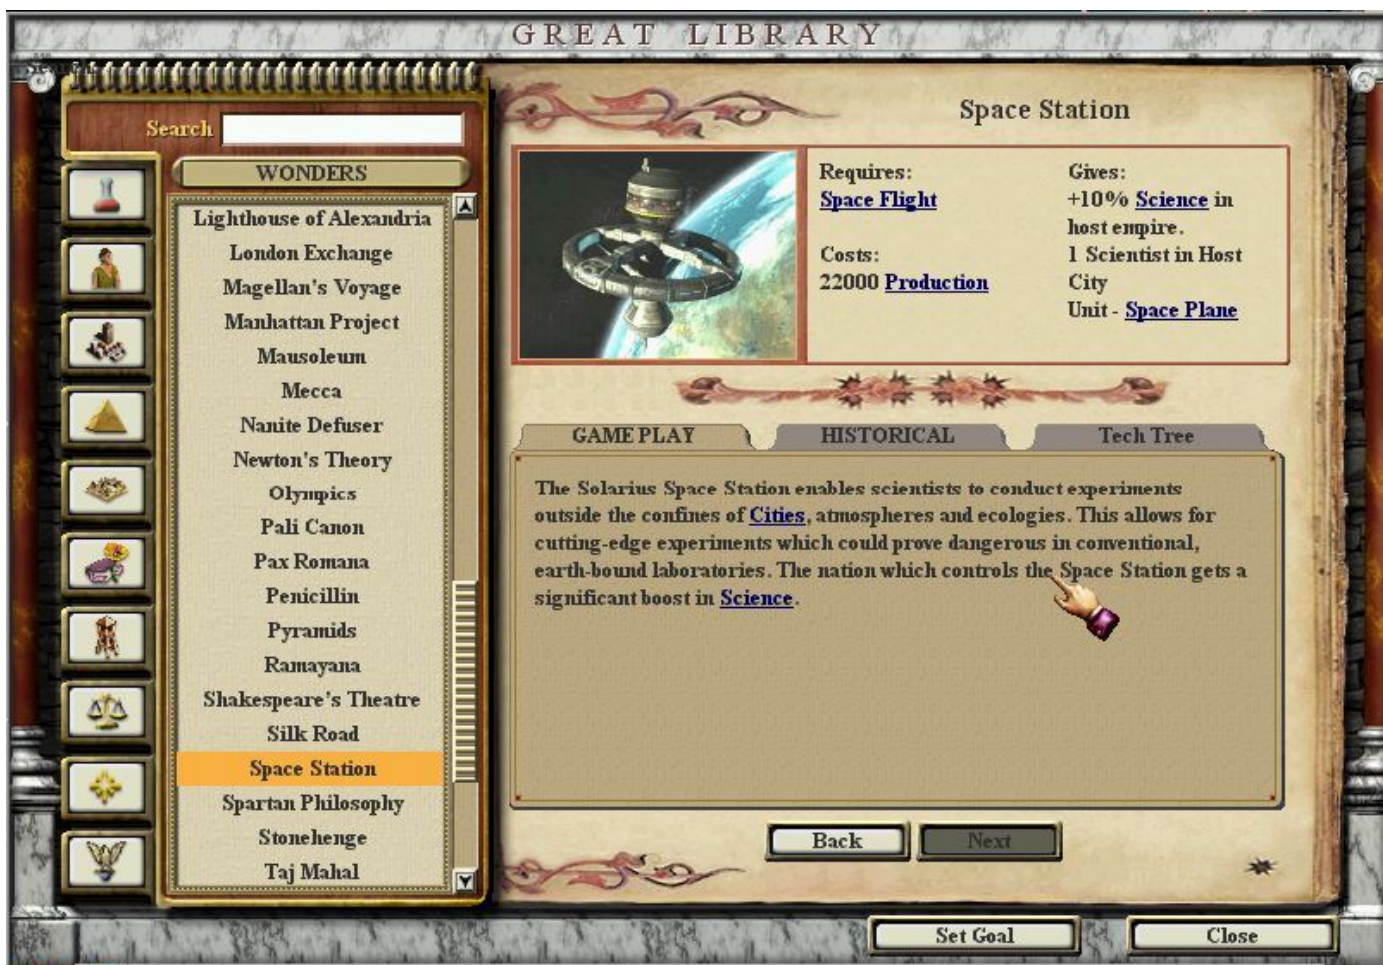 GREAT LIBRARY
Search
WONDERS
Lighthouse of Alexandria
London Exchange
Magellan's Voyage
Manhattan Project
Mausoleum
Mecca
Nanite Defuser
Newton's Theory
Olympics
Pali Canon
Pax Romana
Penicillin
Pyramids
Ramayana
Shakespeare's Theatre
Silk Road
Space Station
Spartan Philosophy
Stonehenge
Taj Mahal
Space Station
Requires:
Space Flight
Costs:
22000 Production
Gives:
+10% Science in
host empire.
1 Scientist in Host
City
Unit - Space Plane
GAMEPLAY
HISTORICAL
Tech Tree
The Solarius Space Station enables scientists to conduct experiments
outside the confines of Cities, atmospheres and ecologies. This allows for
cutting-edge experiments which could prove dangerous in conventional,
earth-bound laboratories. The nation which controls the Space Station gets a
significant boost in Science.
Back
Next
Set Goal
Close